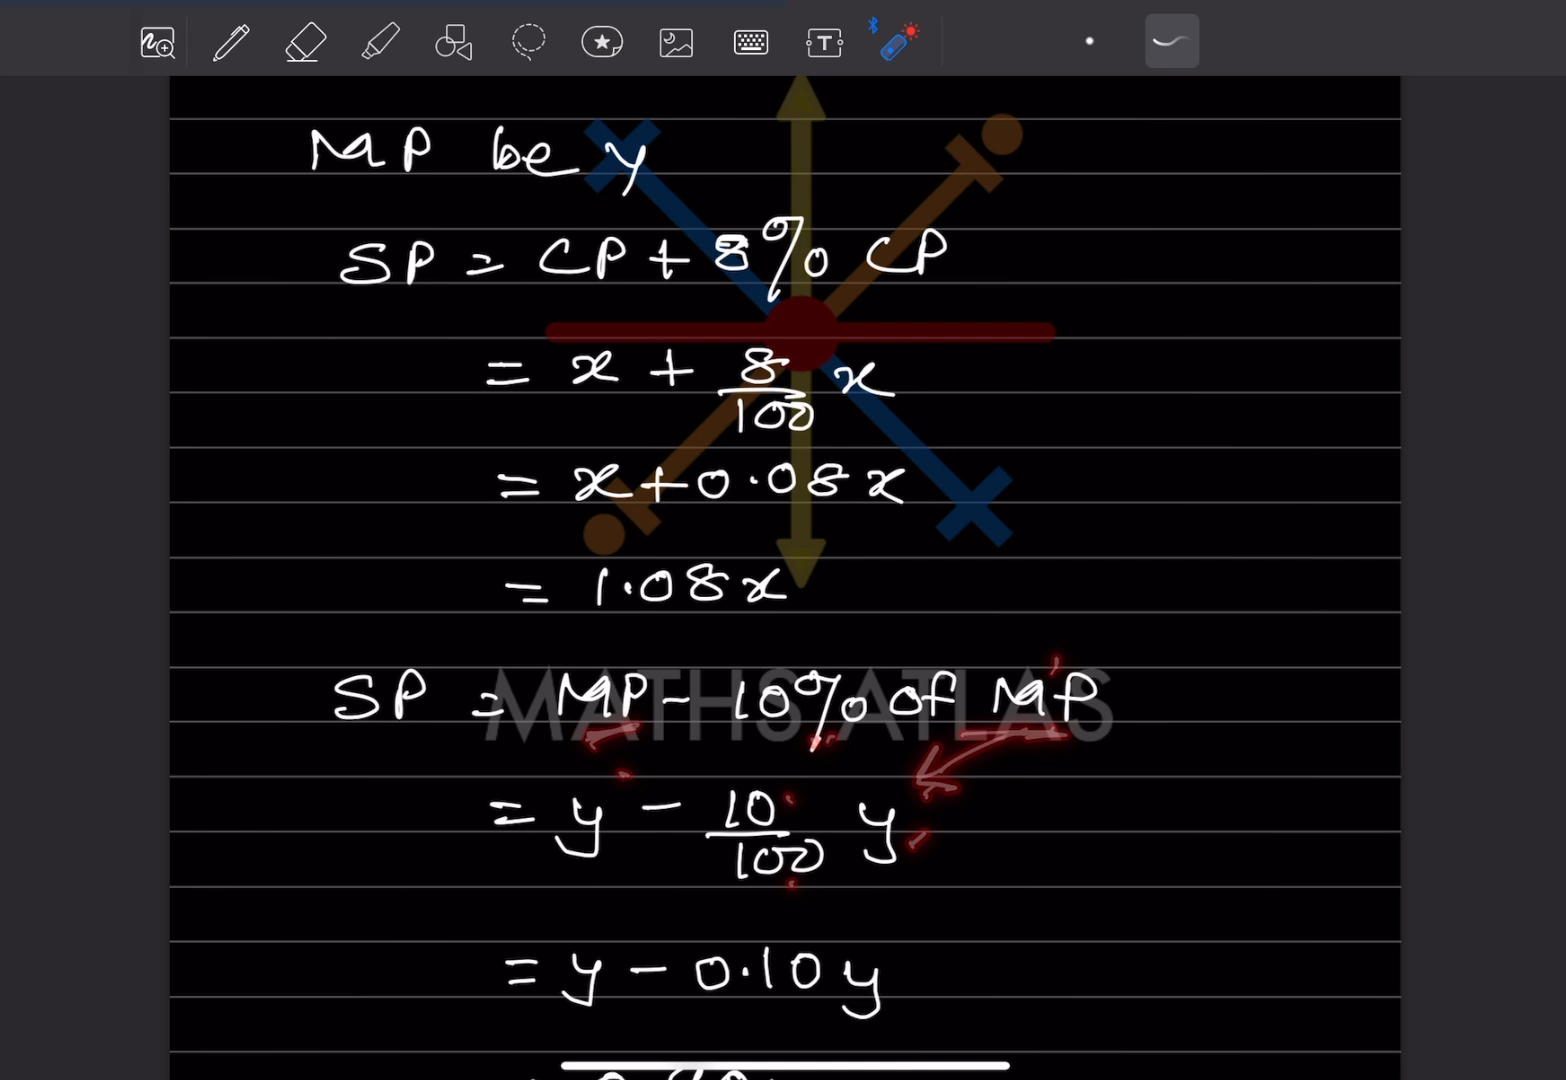 MP be y
SP = CP + 8% CP
= x + 8/100 x
= x + 0.08x
= 1.08x
MATHS ATLAS
SP = MP - 10% of MP
= y - 10/100 y
= y - 0.10y